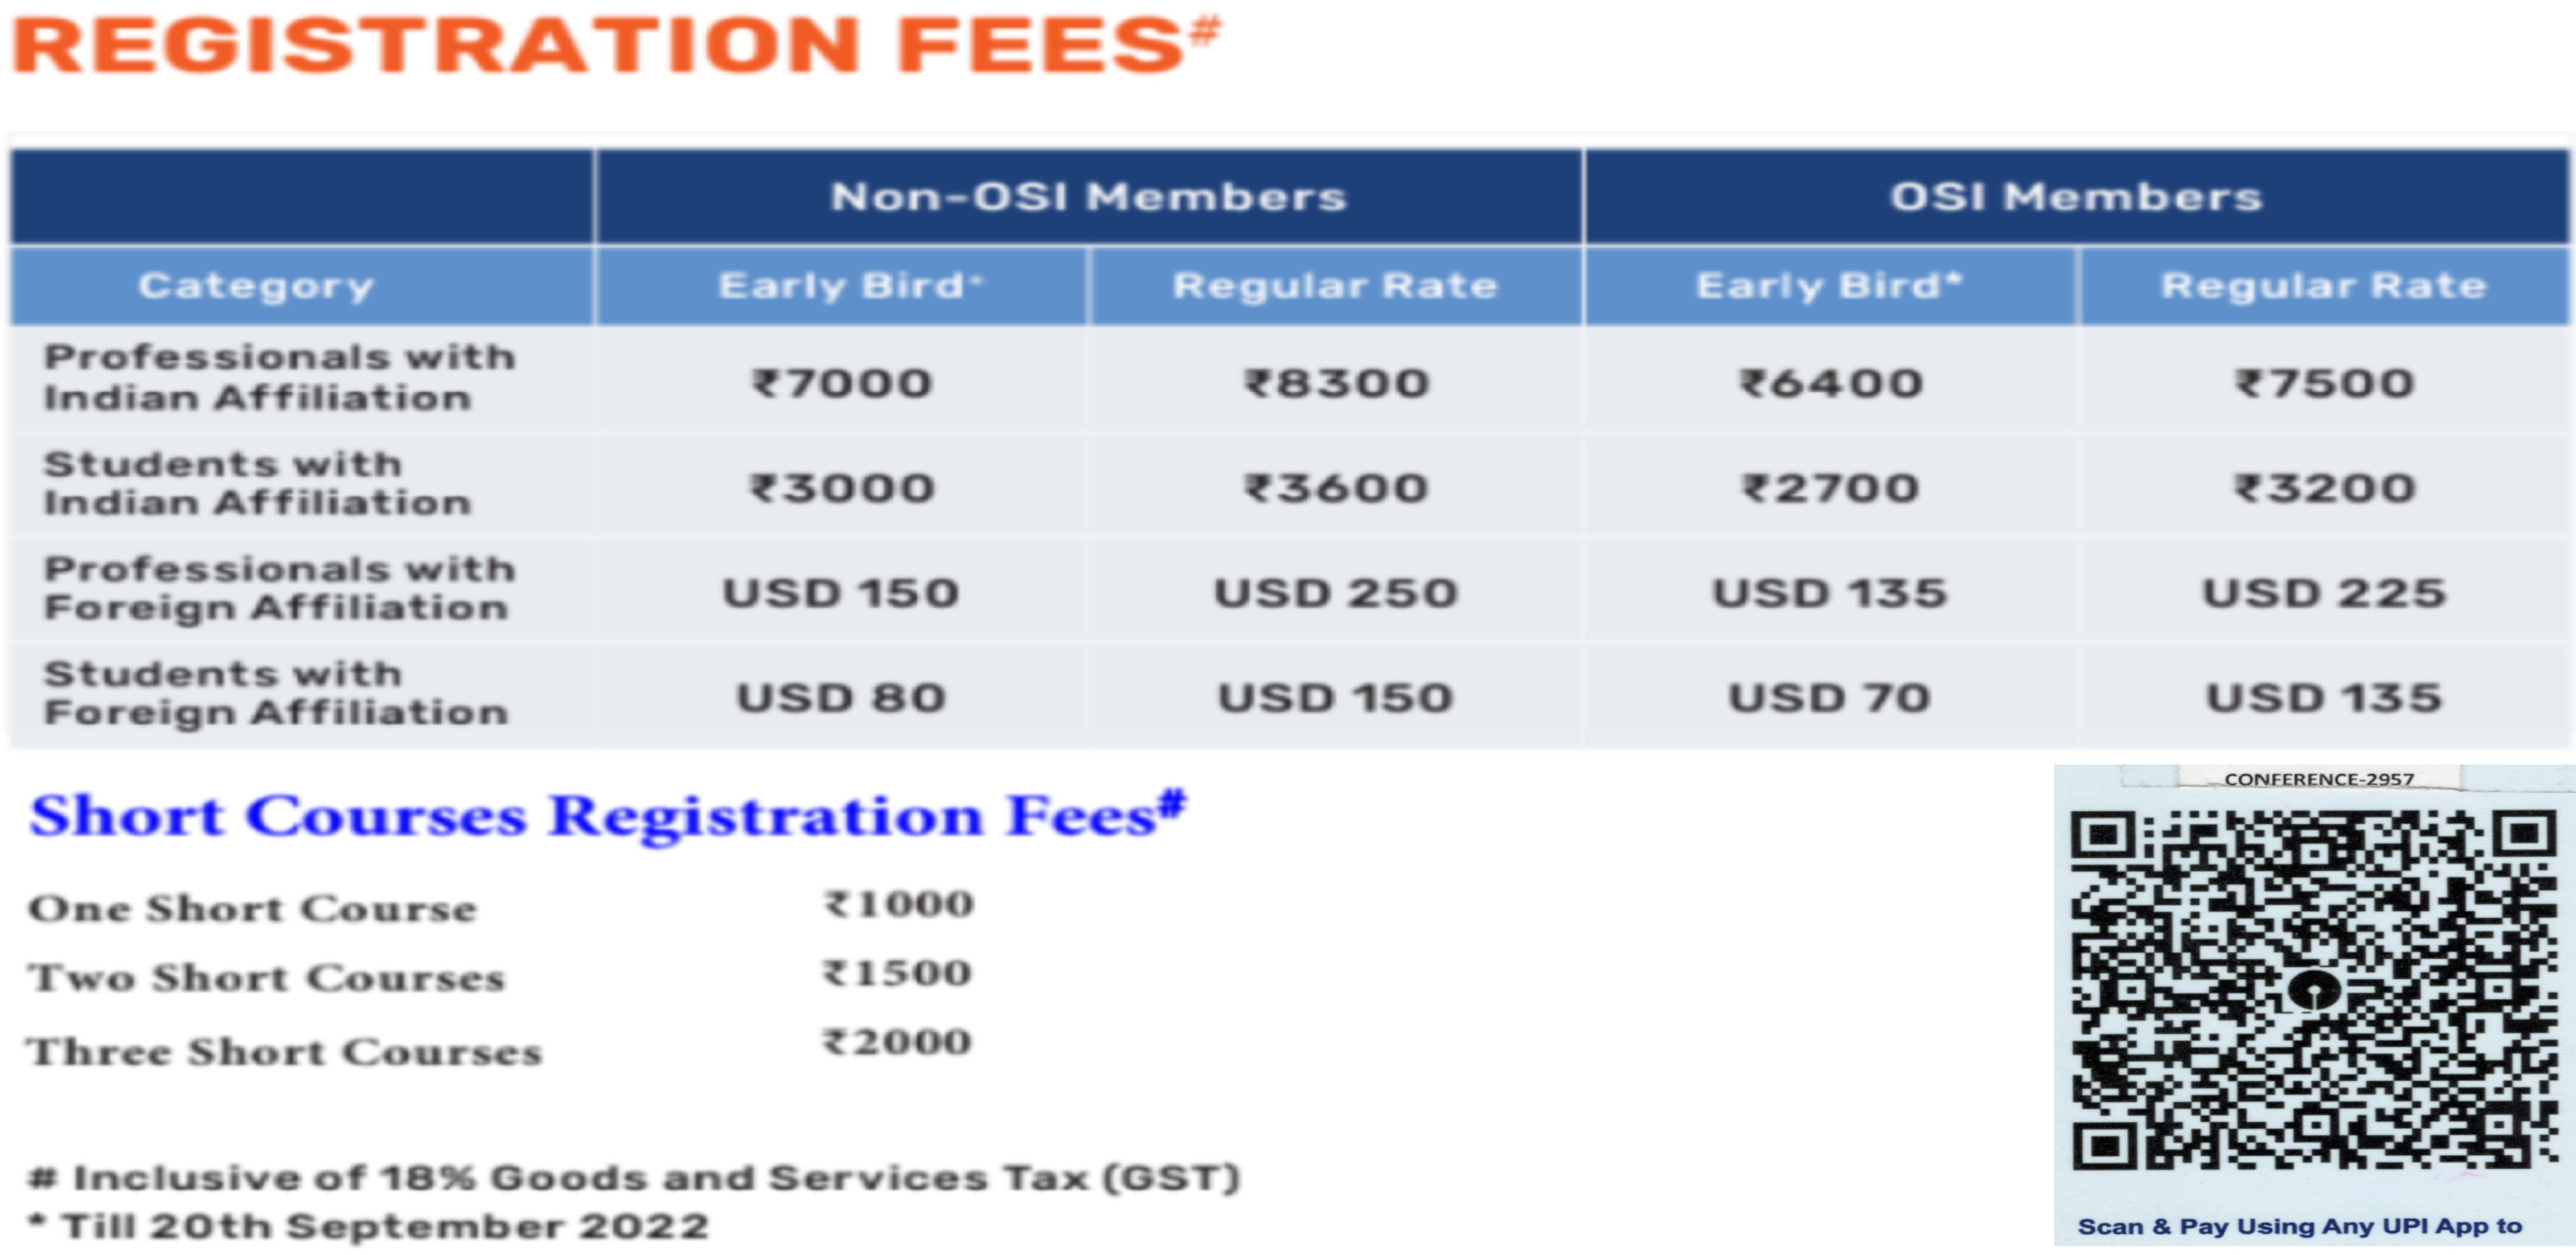 REGISTRATION FEES#
Non-OSI Members OSI Members
Category Early Bird* Regular Rate Early Bird* Regular Rate
Professionals with
Indian Affiliation ₹7000 ₹8300 ₹6400 ₹7500
Students with
Indian Affiliation ₹3000 ₹3600 ₹2700 ₹3200
Professionals with
Foreign Affiliation USD 150 USD 250 USD 135 USD 225
Students with
Foreign Affiliation USD 80 USD 150 USD 70 USD 135
Short Courses Registration Fees#
One Short Course ₹1000
Two Short Courses ₹1500
Three Short Courses ₹2000
# Inclusive of 18% Goods and Services Tax (GST)
* Till 20th September 2022
CONFERENCE-2957
Scan & Pay Using Any UPI App to